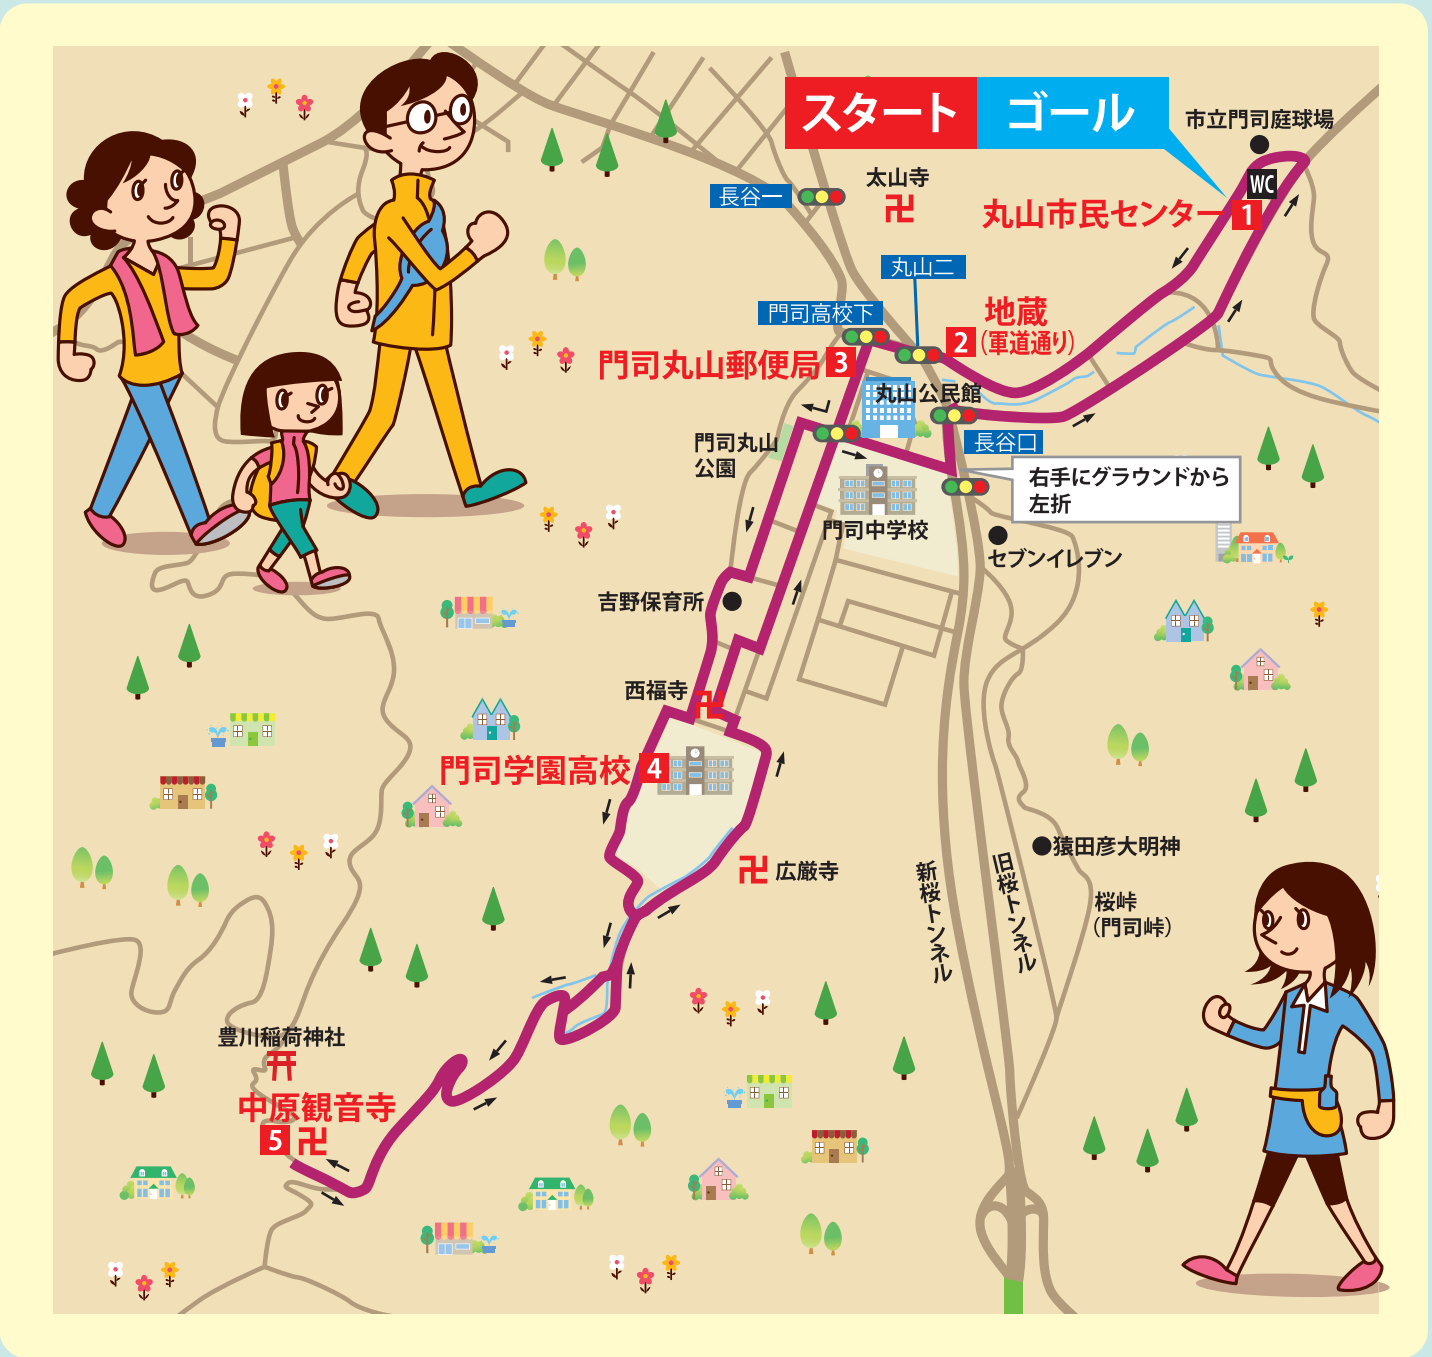 スタート
ゴール
市立門司庭球場
WC
太山寺
長谷一
丸山市民センター 1
丸山二
地蔵
2 (軍道通り)
門司高校下
門司丸山郵便局 3
丸山公民館
長谷口
門司丸山
公園
右手にグラウンドから
左折
門司中学校
セブンイレブン
吉野保育所
西福寺
門司学園高校 4
広厳寺
猿田彦大明神
新桜トンネル
旧桜トンネル
桜峠
(門司峠)
豊川稲荷神社
中原観音寺
5